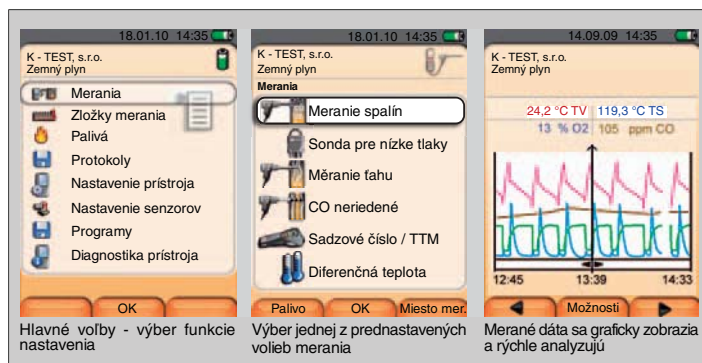 18.01.10 14:35
K - TEST, s.r.o.
Zemný plyn
Merania
Zložky merania
Palivá
Protokoly
Nastavenie prístroja
Nastavenie senzorov
Programy
Diagnostika prístroja
OK
Hlavné voľby - výber funkcie
nastavenia
18.01.10 14:35
K - TEST, s.r.o.
Zemný plyn
Merania
Meranie spalín
Sonda pre nízke tlaky
Měranie ťahu
CO neriedené
Sadzové číslo / TTM
Diferenčná teplota
Palivo OK Miesto mer.
Výber jednej z prednastavených
volieb merania
14.09.09 14:35
K - TEST, s.r.o.
Zemný plyn
24,2 °C TV 119,3 °C TS
13 % O2 105 ppm CO
12:45 13:39 14:33
Možnosti
Merané dáta sa graficky zobrazia
a rýchle analyzujú